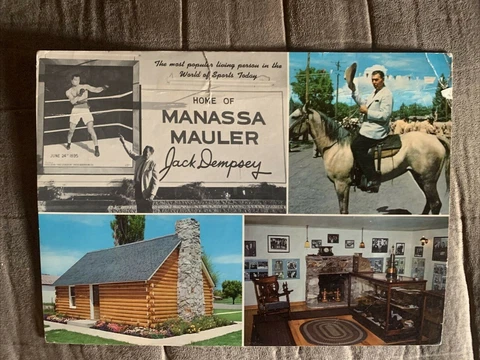 The most popular living person in the
World of Sports Today
HOME OF
MANASSA
MAULER
Jack Dempsey